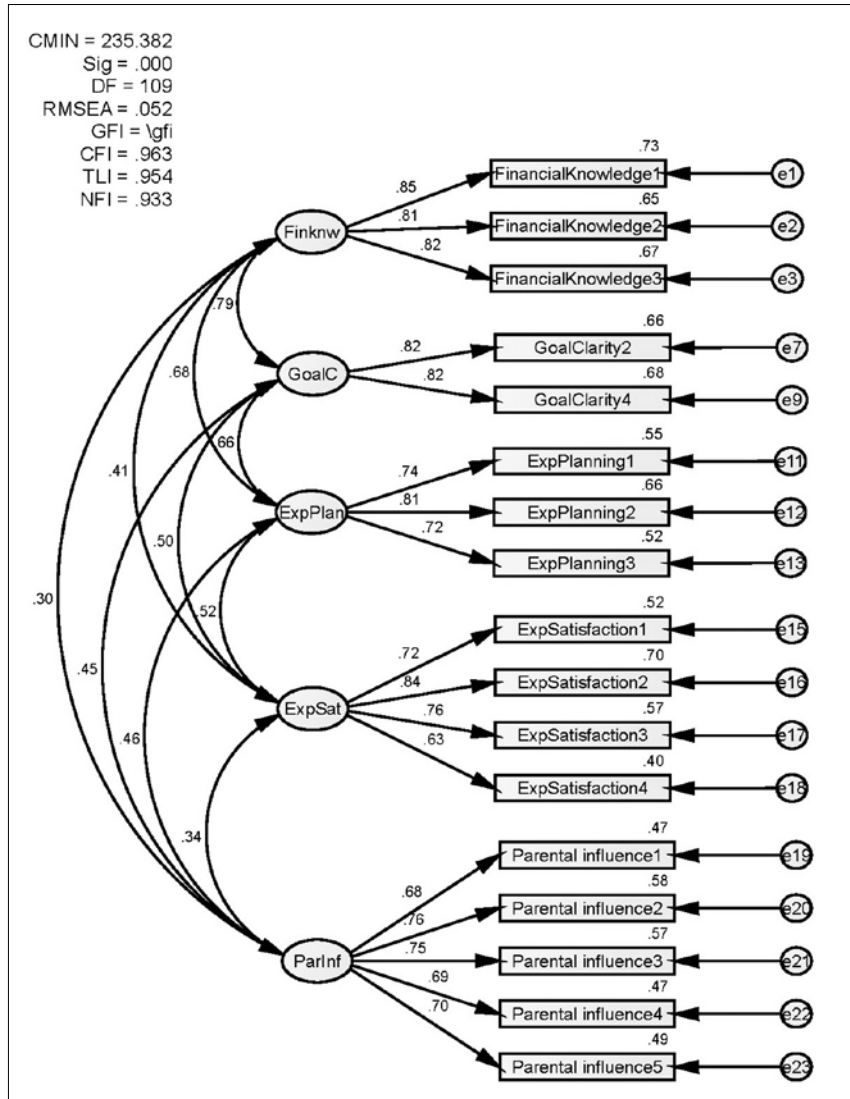 CMIN = 235.382
Sig = .000
DF = 109
RMSEA = .052
GFI = \gfi
CFI = .963
TLI = .954
NFI = .933
.73
.85 FinancialKnowledge1 e1
.65
.81 FinancialKnowledge2 e2
Finknw
.67
.82 FinancialKnowledge3 e3
.79
.66
.82 GoalClarity2 e7
.68 GoalC
.68
.82 GoalClarity4 e9
.66
.55
.74 ExpPlanning1 e11
.41
.66
.81 ExpPlanning2 e12
ExpPlan
.50
.52
.72 ExpPlanning3 e13
.30
.52
.52
.72 ExpSatisfaction1 e15
.45
.70
.84 ExpSatisfaction2 e16
ExpSat
.57
.76 ExpSatisfaction3 e17
.46
.40
.63 ExpSatisfaction4 e18
.34
.47
.68 Parental influence1 e19
.58
.76 Parental influence2 e20
.57
.75 Parental influence3 e21
ParInf
.47
.69 Parental influence4 e22
.49
.70 Parental influence5 e23